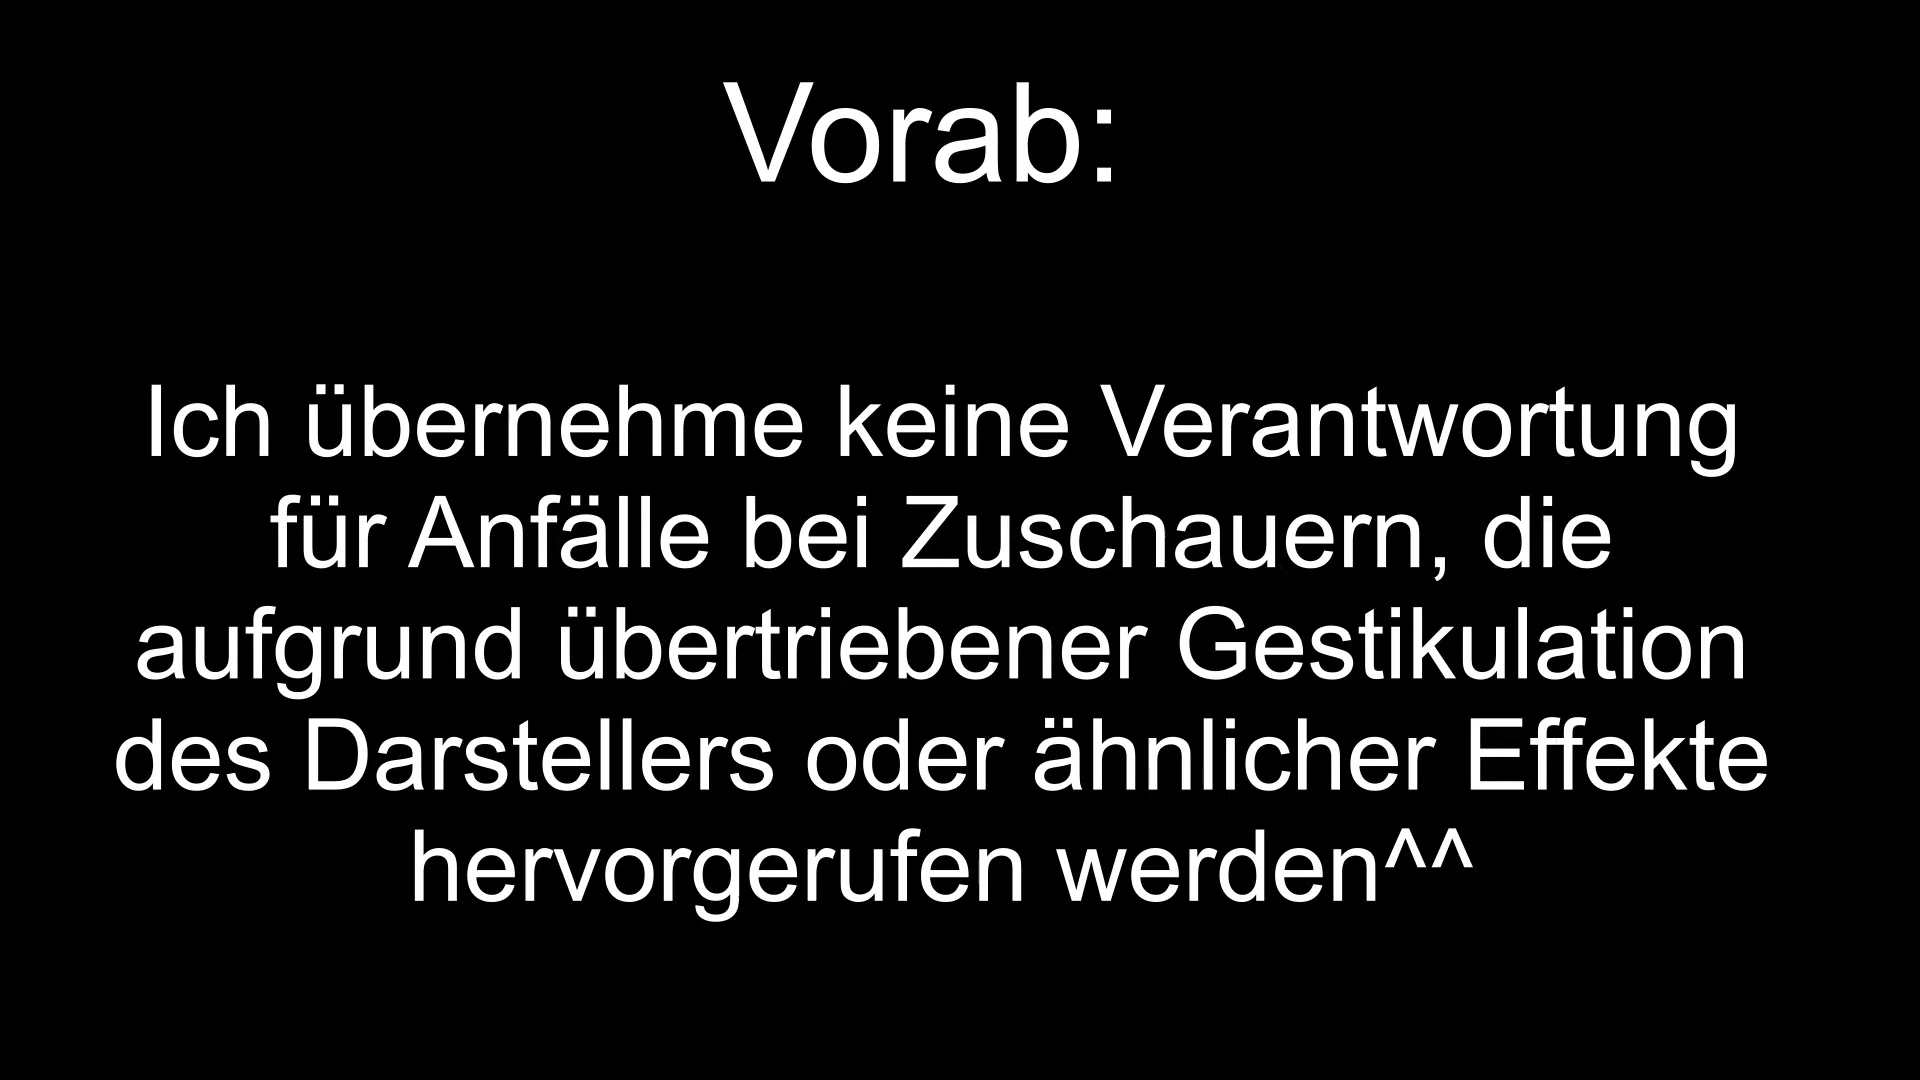 Vorab:
Ich übernehme keine Verantwortung
für Anfälle bei Zuschauern, die
aufgrund übertriebener Gestikulation
des Darstellers oder ähnlicher Effekte
hervorgerufen werden^^